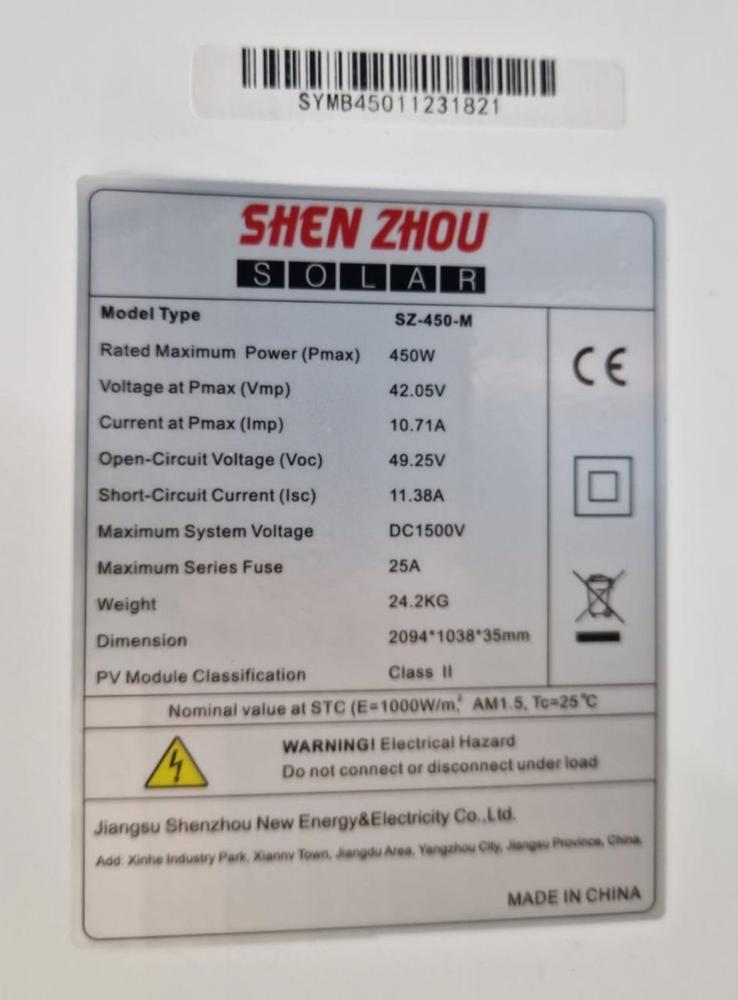 SYMB45011231821
SHEN ZHOU
SOLAR
Model Type SZ-450-M
Rated Maximum Power (Pmax) 450W
Voltage at Pmax (Vmp) 42.05V
Current at Pmax (Imp) 10.71A
Open-Circuit Voltage (Voc) 49.25V
Short-Circuit Current (Isc) 11.38A
Maximum System Voltage DC1500V
Maximum Series Fuse 25A
Weight 24.2KG
Dimension 2094*1038*35mm
PV Module Classification Class II
CE
Nominal value at STC (E=1000W/m,² AM1.5, Tc=25℃
WARNING! Electrical Hazard
Do not connect or disconnect under load
Jiangsu Shenzhou New Energy&Electricity Co.,Ltd.
Add: Xinhe Industry Park, Xianny Town, Jiangdu Area, Yangzhou City, Jiangsu Province, China.
MADE IN CHINA